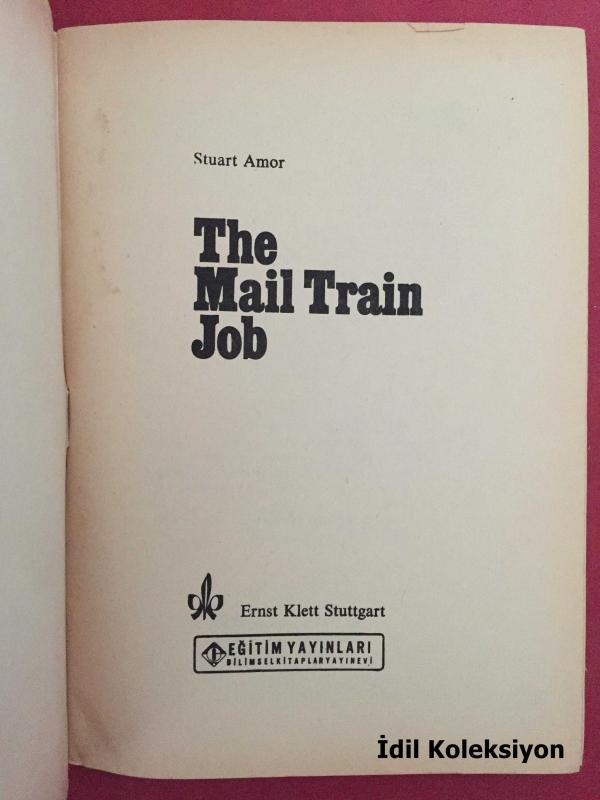 Stuart Amor
The
Mail Train
Job
Ernst Klett Stuttgart
EĞİTİM YAYINLARI
BİLİMSELKİTAPLARYAYINEVİ
İdil Koleksiyon